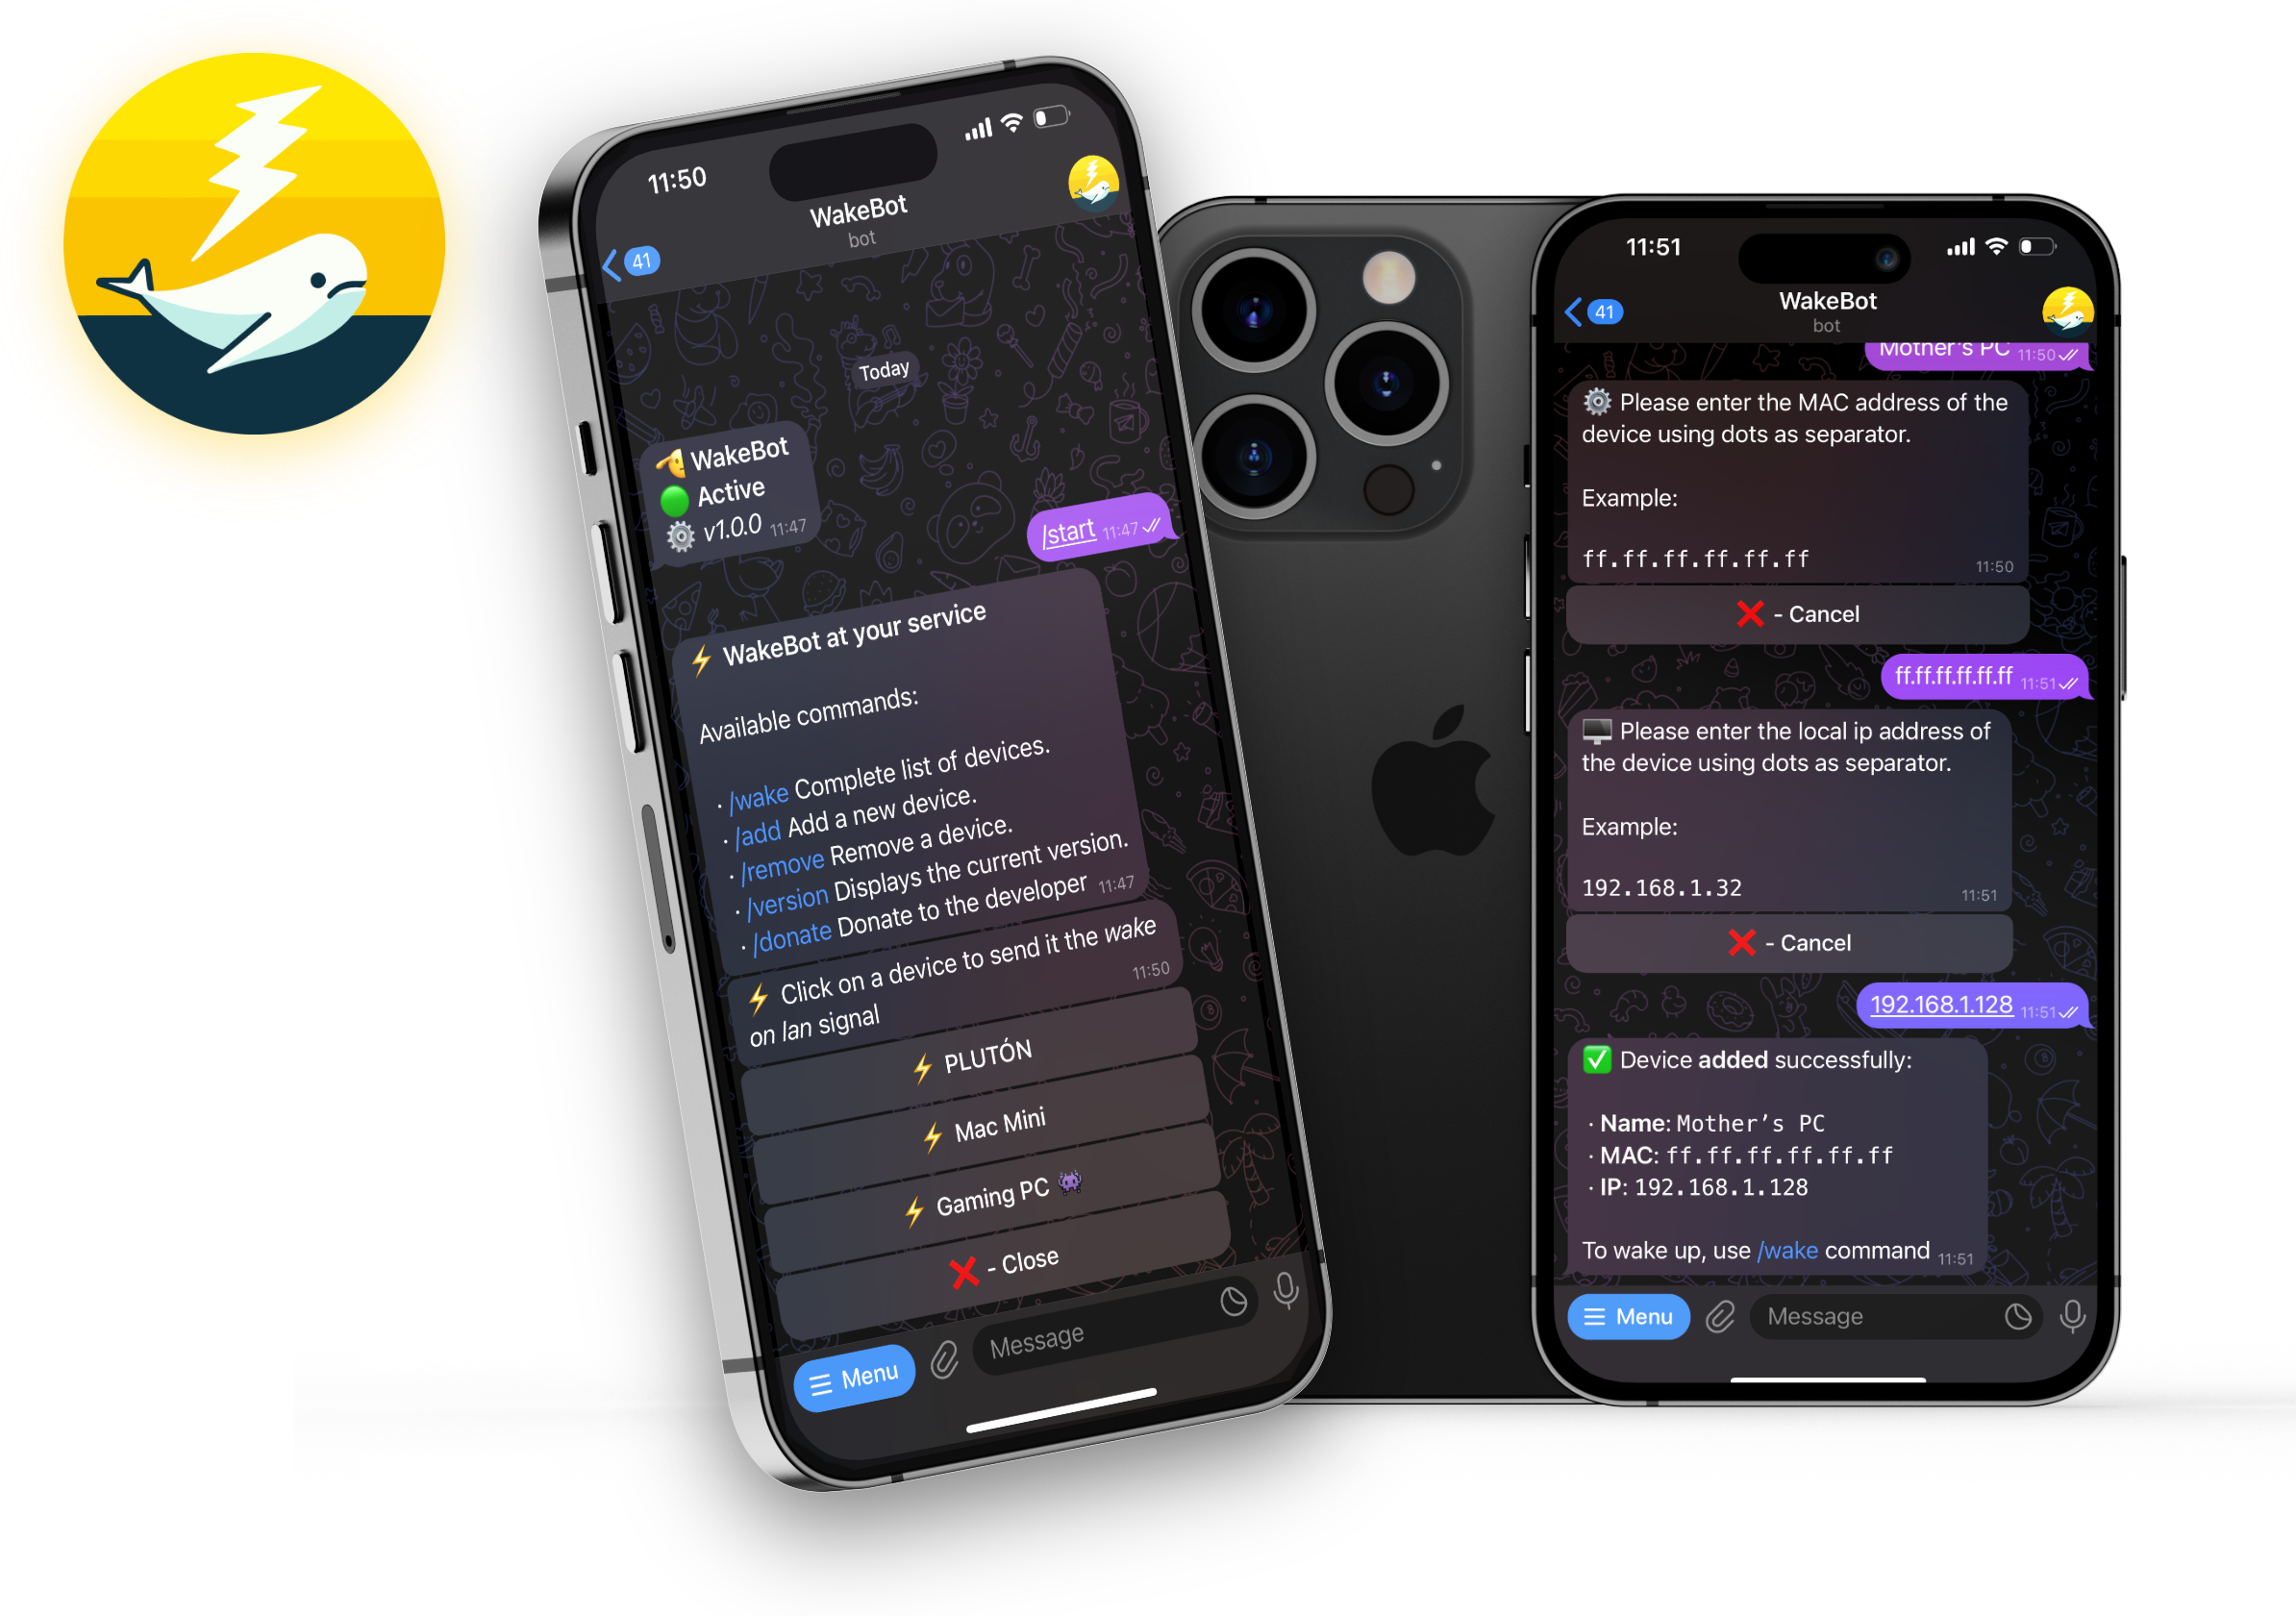 11:50
41
WakeBot
bot
Today
WakeBot
Active
v1.0.0 11:47
/start 11:47
WakeBot at your service
Available commands:
· /wake Complete list of devices.
· /add Add a new device.
· /remove Remove a device.
· /version Displays the current version.
· /donate Donate to the developer 11:47
Click on a device to send it the wake
on lan signal
11:50
PLUTÓN
Mac Mini
Gaming PC
- Close
Menu
Message
11:51
41
WakeBot
bot
Mother's PC 11:50
Please enter the MAC address of the
device using dots as separator.
Example:
ff.ff.ff.ff.ff.ff
11:50
- Cancel
ff.ff.ff.ff.ff.ff 11:51
Please enter the local ip address of
the device using dots as separator.
Example:
192.168.1.32
11:51
- Cancel
192.168.1.128 11:51
Device added successfully:
· Name: Mother’s PC
· MAC: ff.ff.ff.ff.ff.ff
· IP: 192.168.1.128
To wake up, use /wake command 11:51
Menu
Message